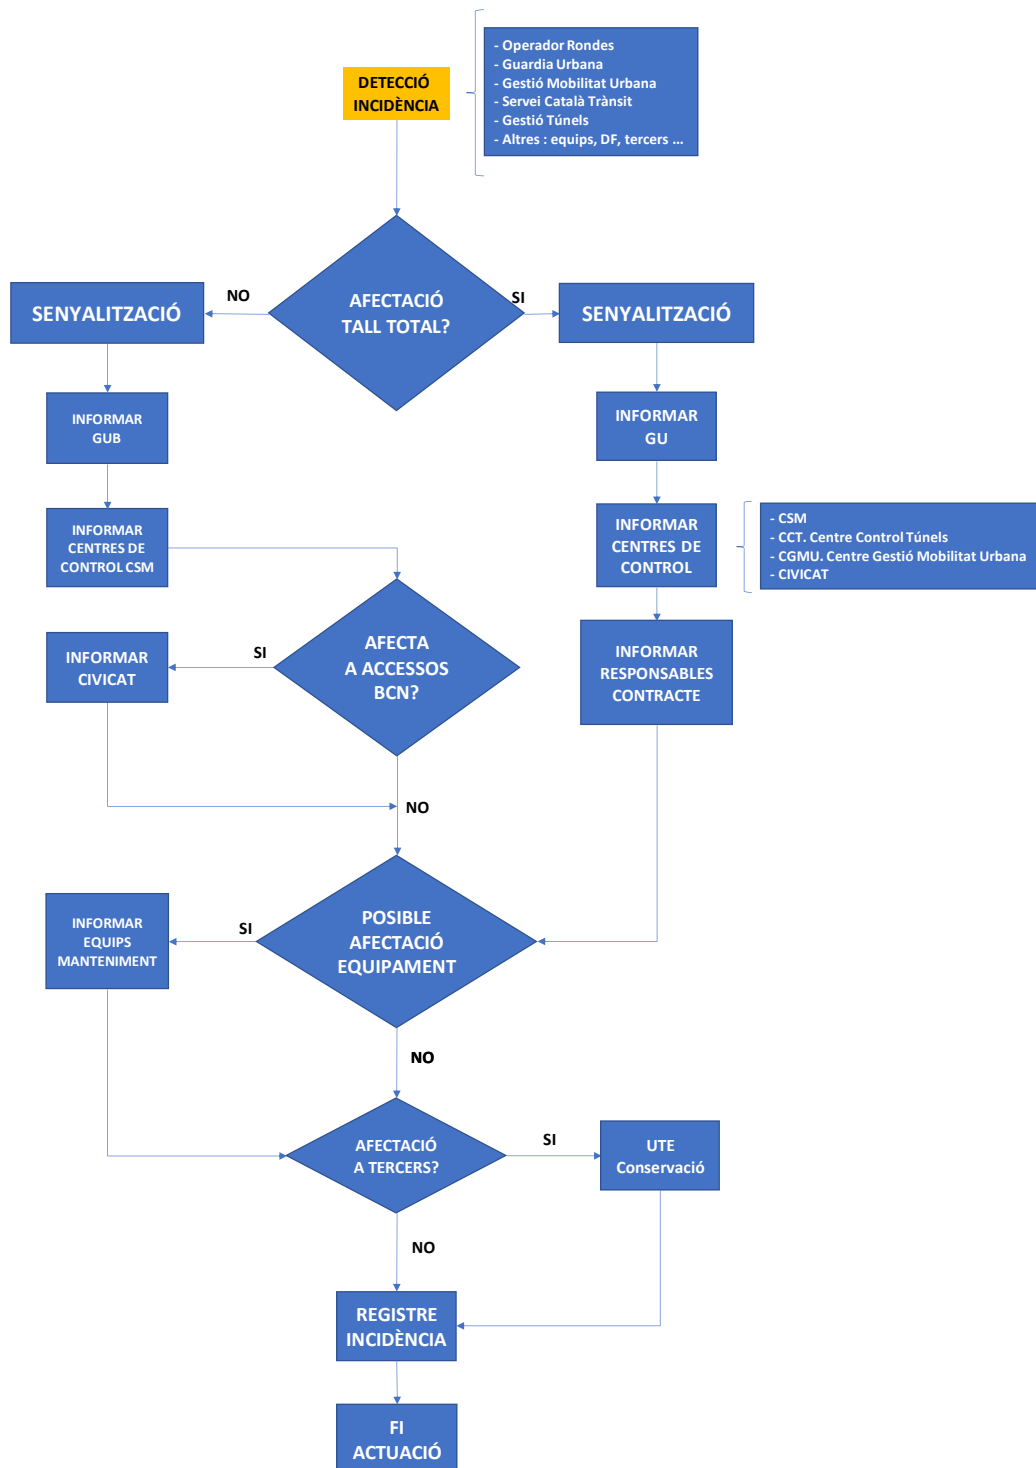 DETECCIÓ
INCIDÈNCIA
- Operador Rondes
- Guardia Urbana
- Gestió Mobilitat Urbana
- Servei Català Trànsit
- Gestió Túnels
- Altres : equips, DF, tercers ...
AFECTACIÓ
TALL TOTAL?
NO
SI
SENYALITZACIÓ
SENYALITZACIÓ
INFORMAR
GUB
INFORMAR
GU
INFORMAR
CENTRES DE
CONTROL CSM
INFORMAR
CENTRES DE
CONTROL
- CSM
- CCT. Centre Control Túnels
- CGMU. Centre Gestió Mobilitat Urbana
- CIVICAT
INFORMAR
CIVICAT
SI
AFECTA
A ACCESSOS
BCN?
INFORMAR
RESPONSABLES
CONTRACTE
NO
INFORMAR
EQUIPS
MANTENIMENT
SI
POSIBLE
AFECTACIÓ
EQUIPAMENT
NO
AFECTACIÓ
A TERCERS?
SI
UTE
Conservació
NO
REGISTRE
INCIDÈNCIA
FI
ACTUACIÓ